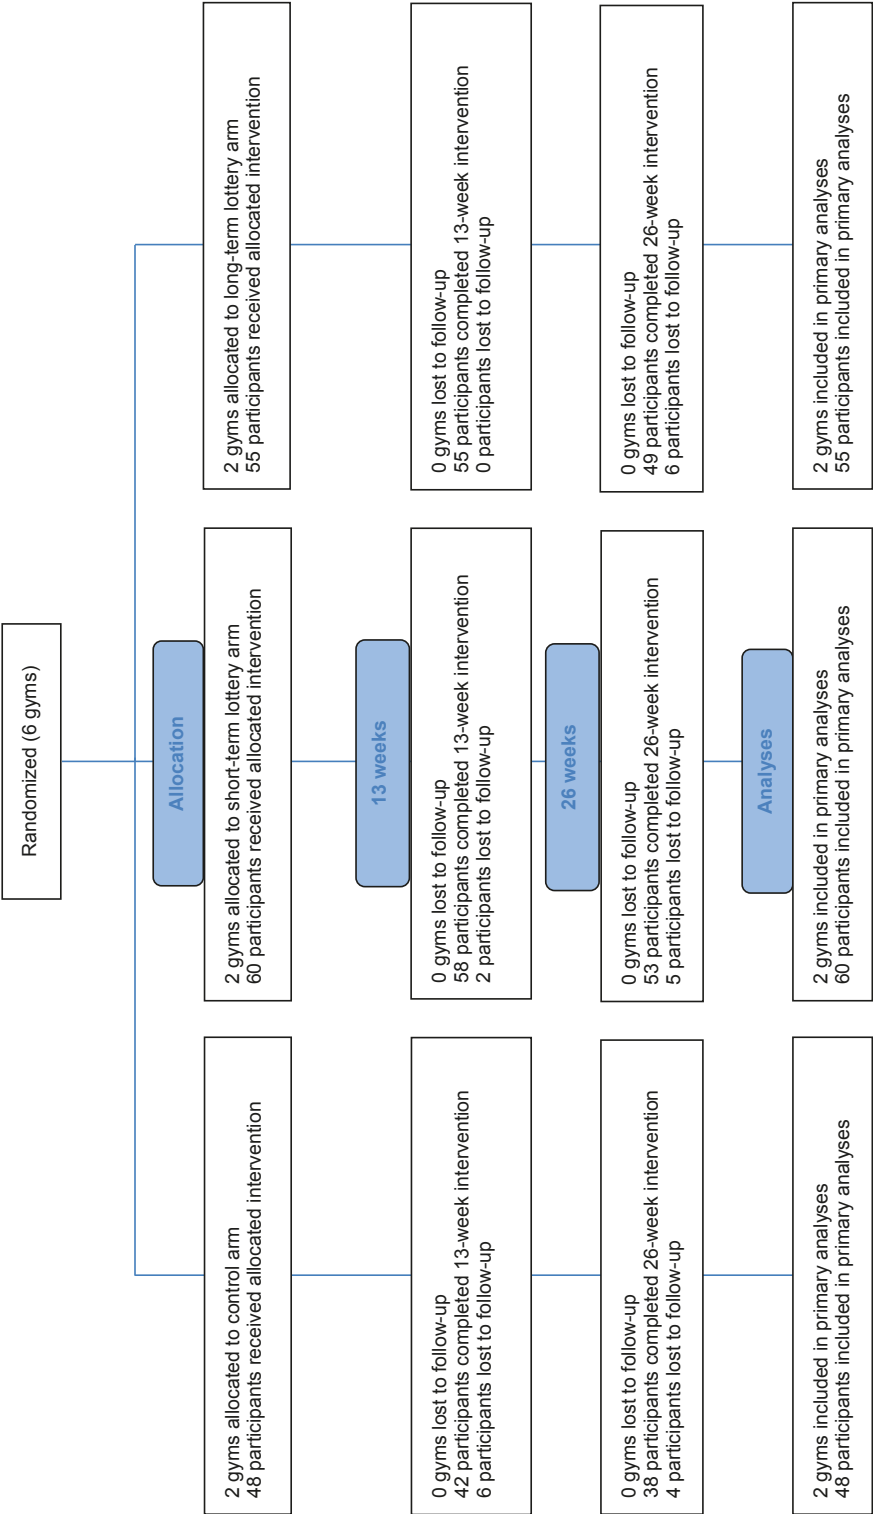 Randomized (6 gyms)
Allocation
2 gyms allocated to control arm
48 participants received allocated intervention
2 gyms allocated to short-term lottery arm
60 participants received allocated intervention
2 gyms allocated to long-term lottery arm
55 participants received allocated intervention
13 weeks
0 gyms lost to follow-up
42 participants completed 13-week intervention
6 participants lost to follow-up
0 gyms lost to follow-up
58 participants completed 13-week intervention
2 participants lost to follow-up
0 gyms lost to follow-up
55 participants completed 13-week intervention
0 participants lost to follow-up
26 weeks
0 gyms lost to follow-up
38 participants completed 26-week intervention
4 participants lost to follow-up
0 gyms lost to follow-up
53 participants completed 26-week intervention
5 participants lost to follow-up
0 gyms lost to follow-up
49 participants completed 26-week intervention
6 participants lost to follow-up
Analyses
2 gyms included in primary analyses
48 participants included in primary analyses
2 gyms included in primary analyses
60 participants included in primary analyses
2 gyms included in primary analyses
55 participants included in primary analyses